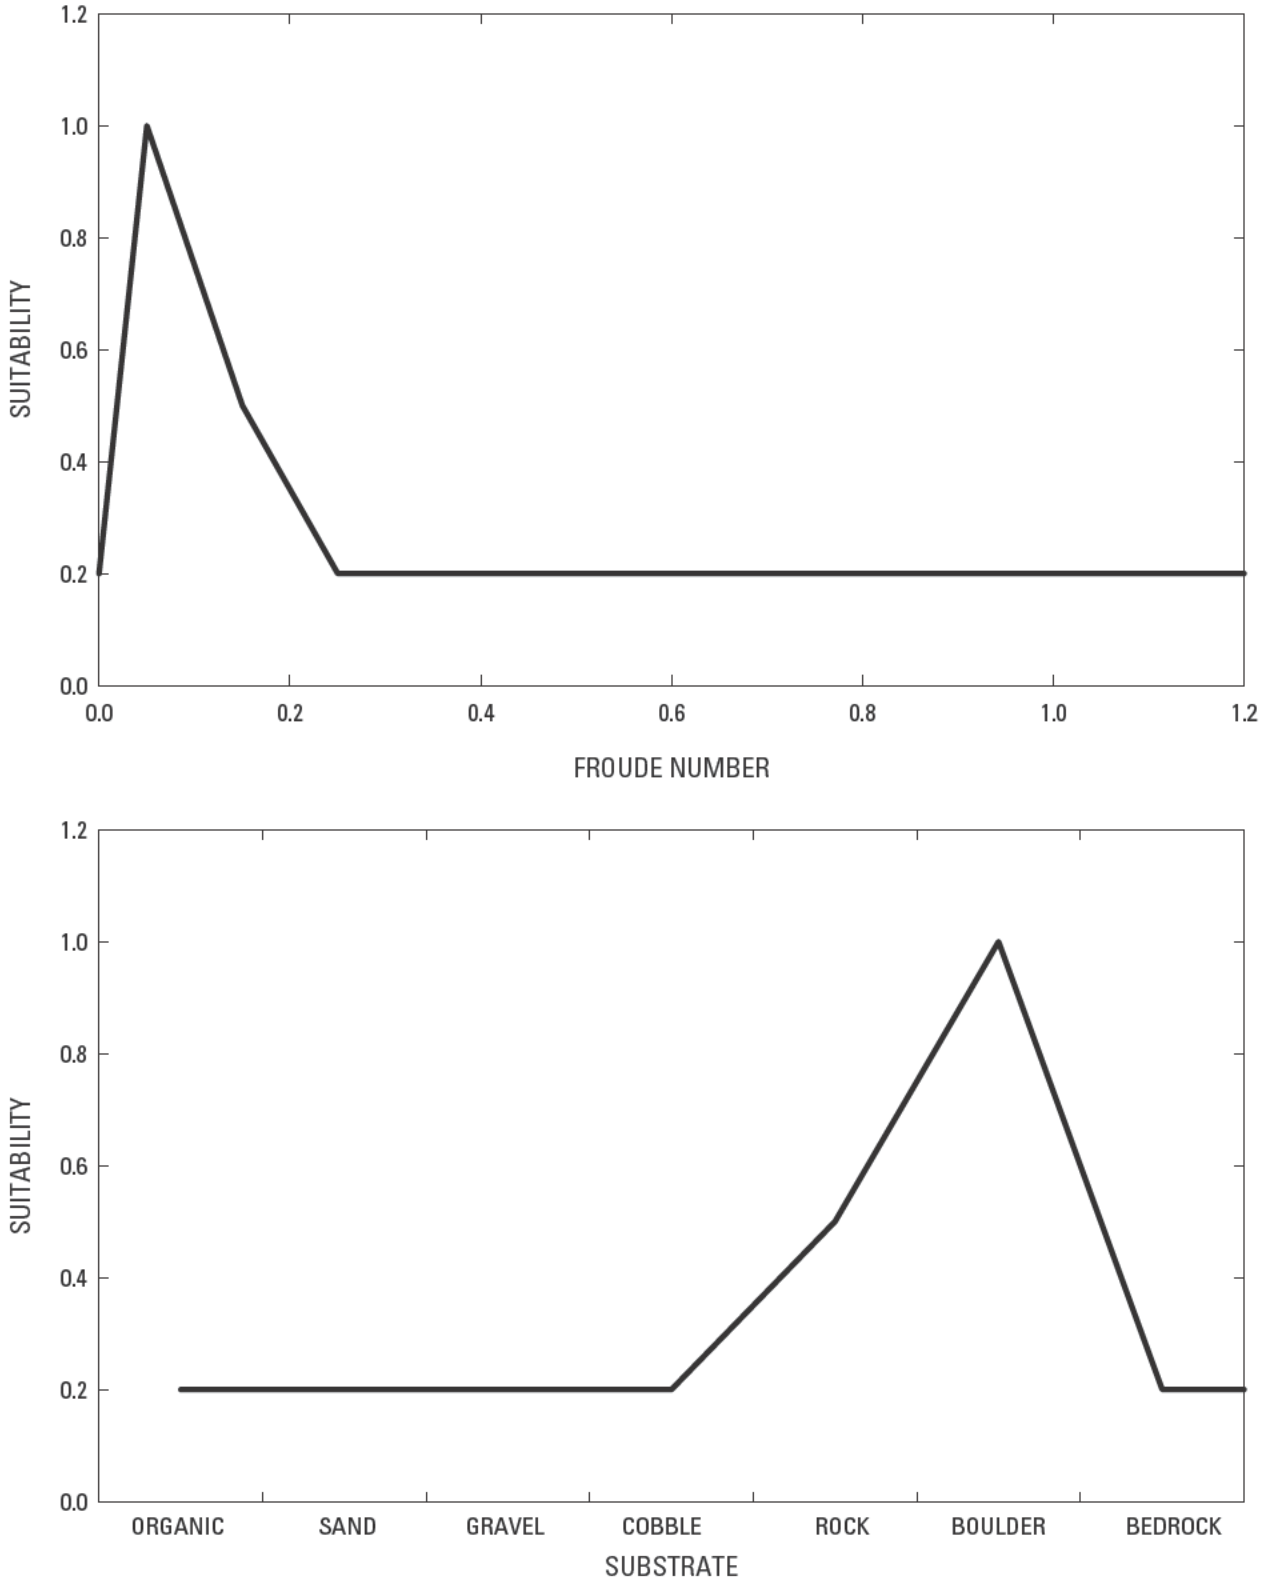 1.2
1.0
0.8
0.6
0.4
0.2
0.0
SUITABILITY
0.0 0.2 0.4 0.6 0.8 1.0 1.2
FROUDE NUMBER
1.2
1.0
0.8
0.6
0.4
0.2
0.0
SUITABILITY
ORGANIC SAND GRAVEL COBBLE ROCK BOULDER BEDROCK
SUBSTRATE